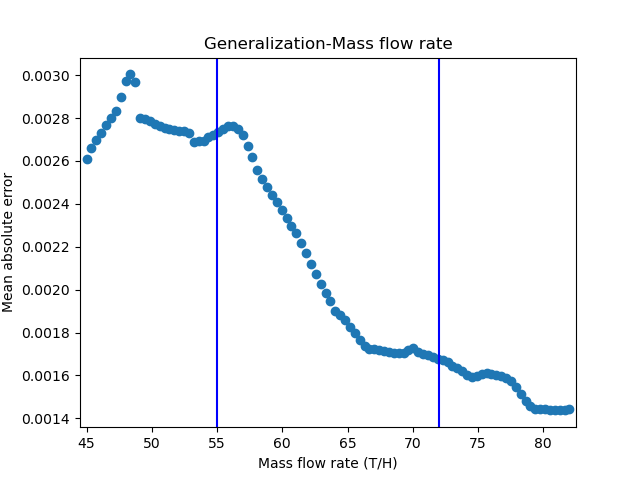 Generalization-Mass flow rate
Mean absolute error
0.0030
0.0028
0.0026
0.0024
0.0022
0.0020
0.0018
0.0016
0.0014
45 50 55 60 65 70 75 80
Mass flow rate (T/H)